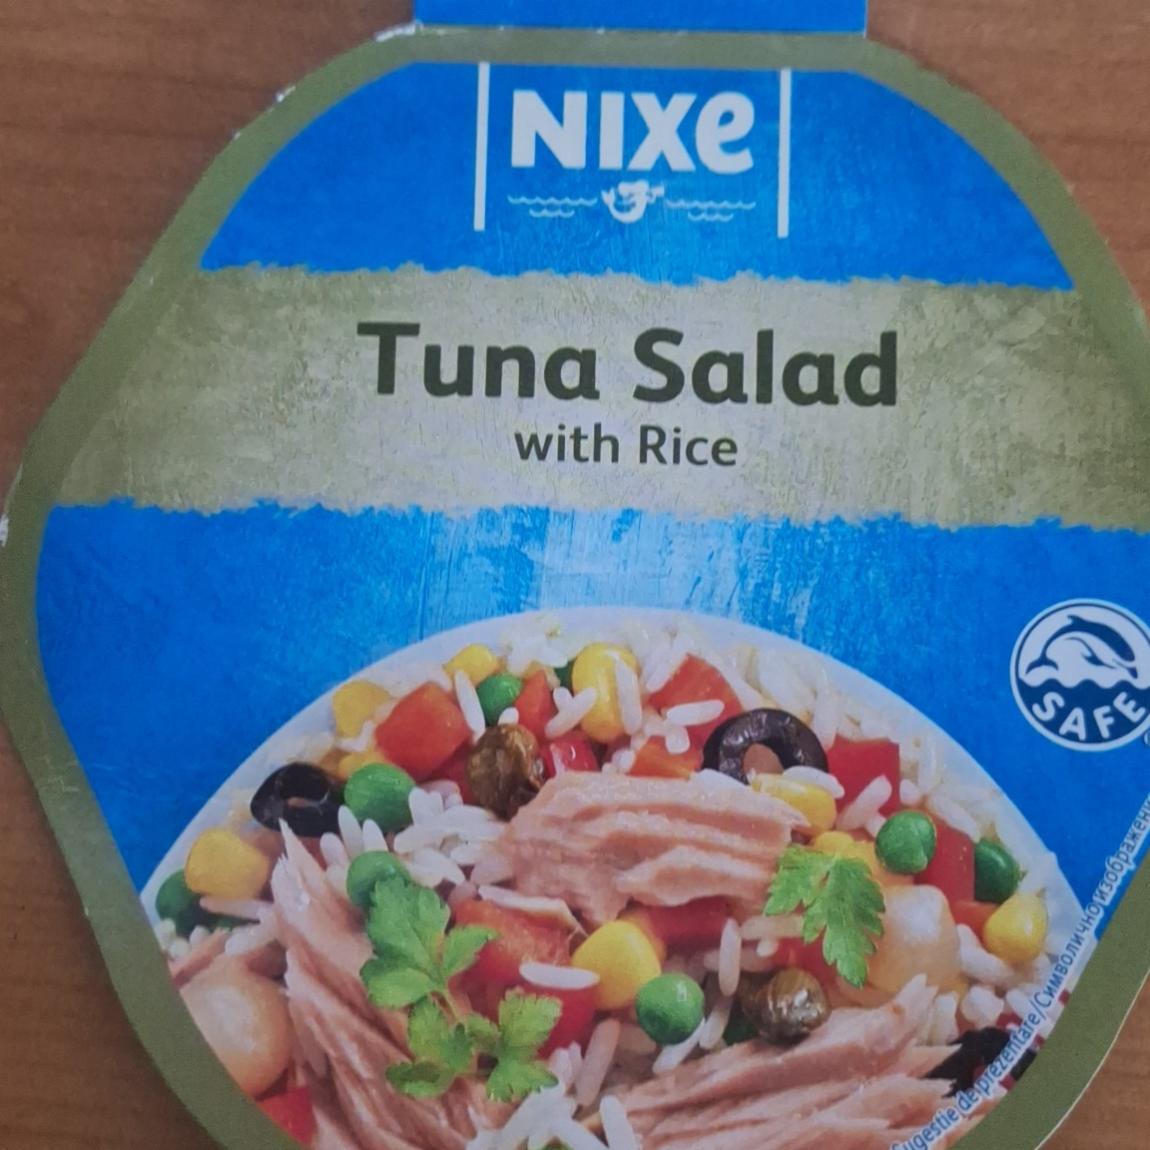 NIXe
Tuna Salad
with Rice
SAFE
Sugestie de prezentare/Символично изображение